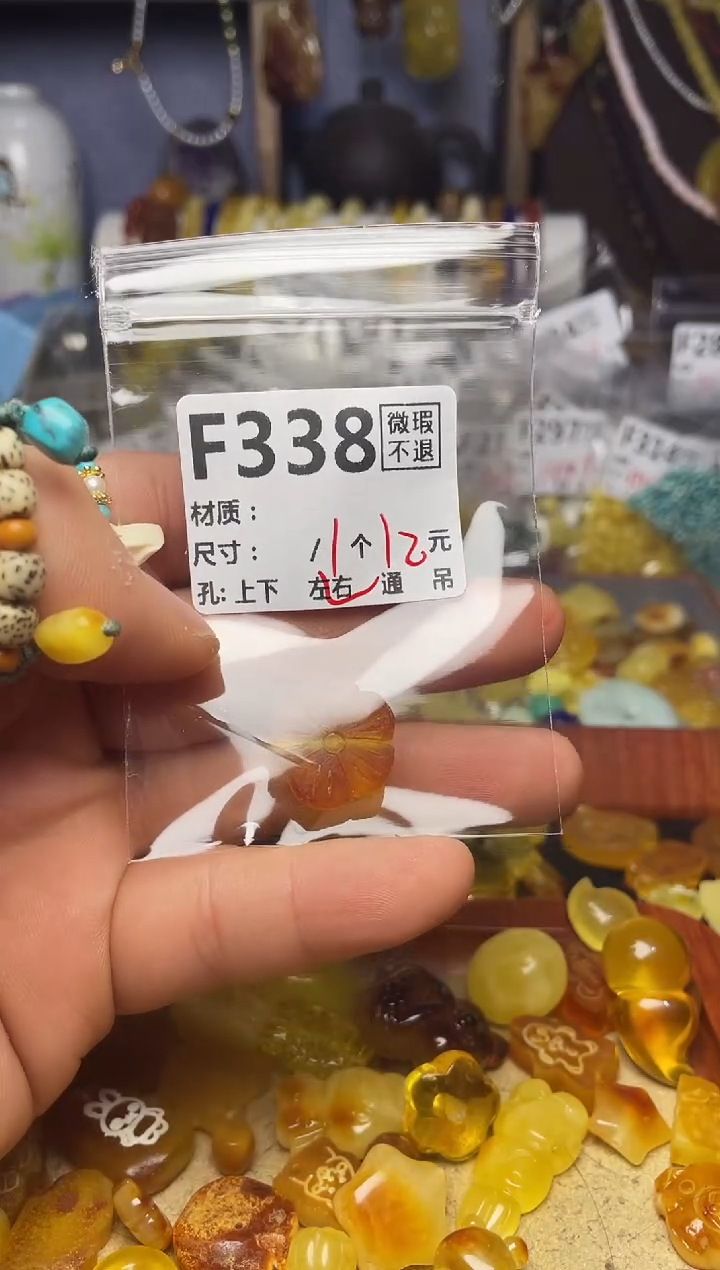 F338 微瑕
不退
材质：
尺寸： / 1个 12元
孔: 上下 左右 通 吊